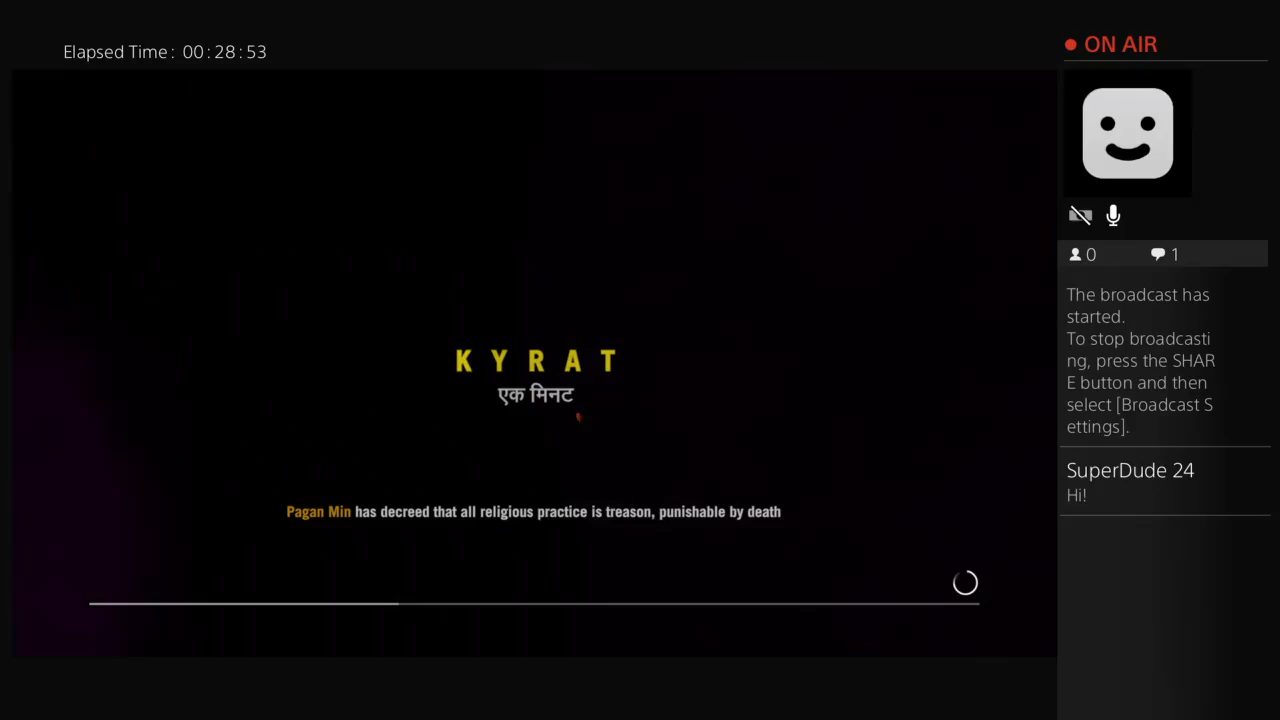 Elapsed Time: 00:28:53
ON AIR
0 1
K Y R A T
एक मिनट
Pagan Min has decreed that all religious practice is treason, punishable by death
The broadcast has
started.
To stop broadcasti
ng, press the SHAR
E button and then
select [Broadcast S
ettings].
SuperDude 24
Hi!